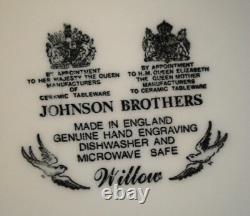 BY APPOINTMENT
TO HER MAJESTY THE QUEEN
MANUFACTURERS
OF
CERAMIC TABLEWARE
BY APPOINTMENT
TO H.M. QUEEN ELIZABETH
THE QUEEN MOTHER
MANUFACTURERS
TO CERAMIC TABLEWARE
JOHNSON BROTHERS
MADE IN ENGLAND
GENUINE HAND ENGRAVING
DISHWASHER AND
MICROWAVE SAFE
Willow